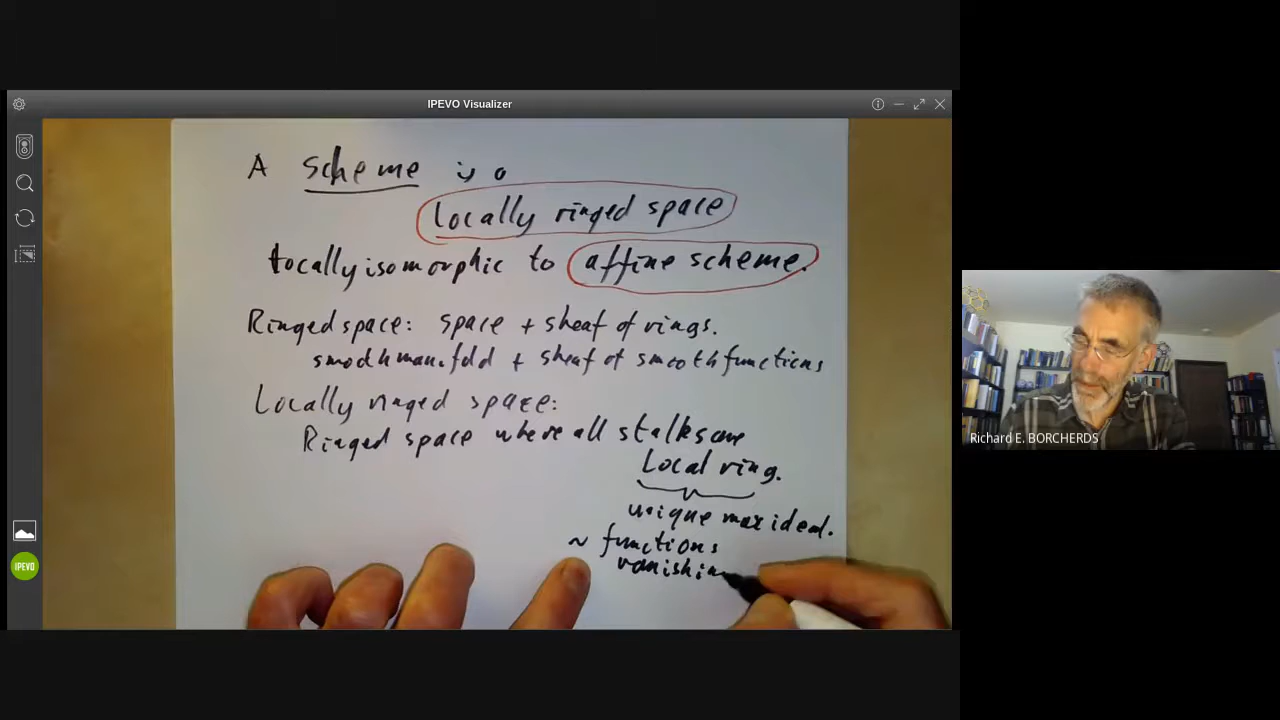 IPEVO Visualizer
A scheme is a
locally ringed space
locally isomorphic to affine scheme.
Ringed space: space + sheaf of rings.
smooth manifold + sheaf of smooth functions
Locally ringed space:
Ringed space where all stalks are
Local ring.
unique max ideal.
~ functions
vanishin
Richard E. BORCHERDS
IPEVO